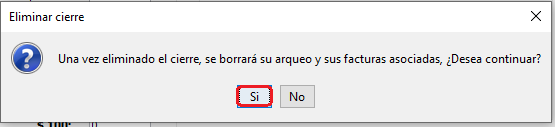 Eliminar cierre
Una vez eliminado el cierre, se borrará su arqueo y sus facturas asociadas, ¿Desea continuar?
Si No